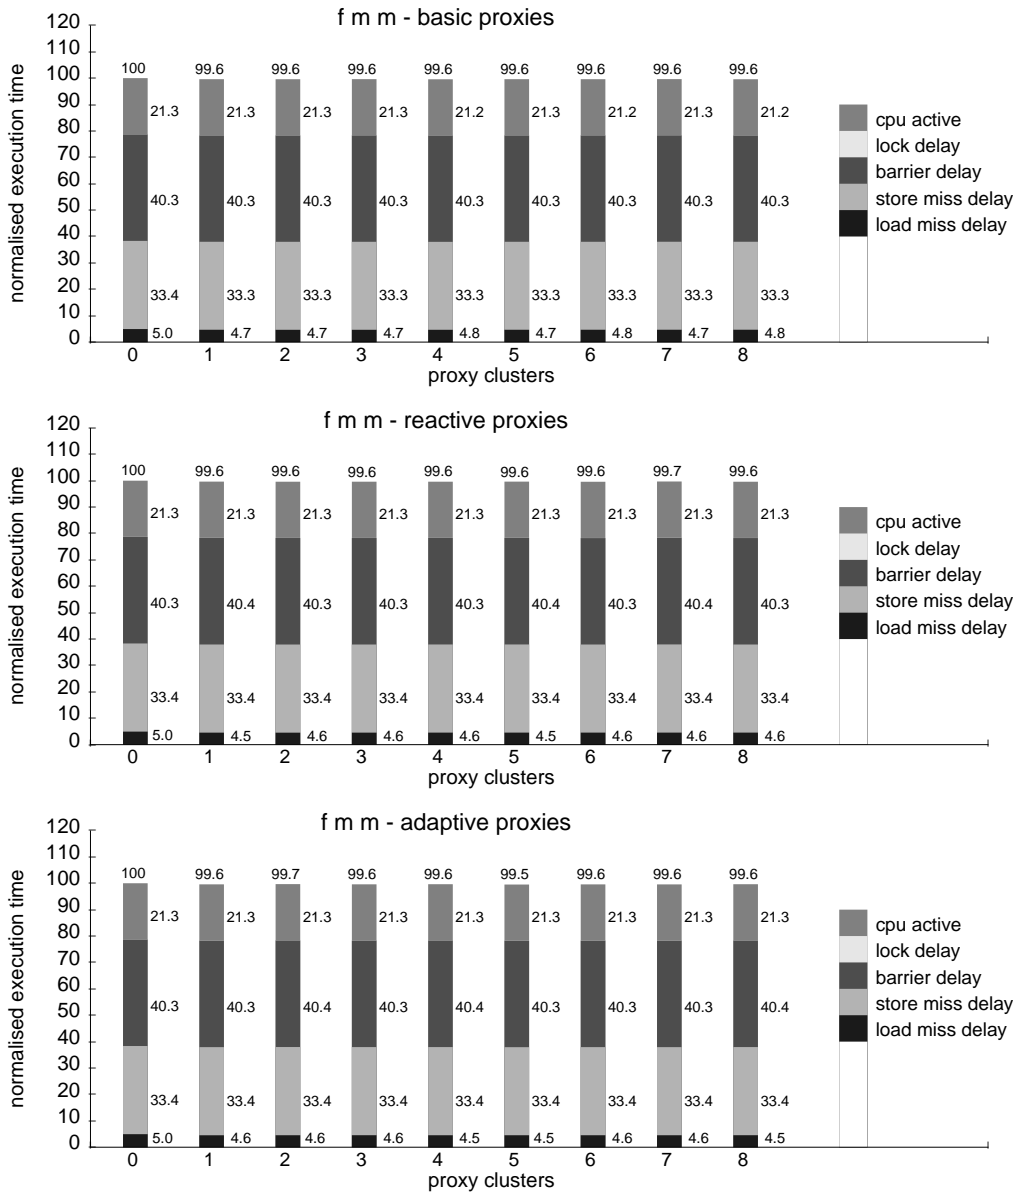 f m m - basic proxies
normalised execution time
120
110
100
90
80
70
60
50
40
30
20
10
0
100 99.6 99.6 99.6 99.6 99.6 99.6 99.6 99.6
21.3 21.3 21.3 21.3 21.2 21.3 21.2 21.3 21.2
40.3 40.3 40.3 40.3 40.3 40.3 40.3 40.3 40.3
33.4 33.3 33.3 33.3 33.3 33.3 33.3 33.3 33.3
5.0 4.7 4.7 4.7 4.8 4.7 4.8 4.7 4.8
0 1 2 3 4 5 6 7 8
proxy clusters
cpu active
lock delay
barrier delay
store miss delay
load miss delay
f m m - reactive proxies
normalised execution time
120
110
100
90
80
70
60
50
40
30
20
10
0
100 99.6 99.6 99.6 99.6 99.6 99.6 99.7 99.6
21.3 21.3 21.3 21.3 21.3 21.3 21.3 21.3 21.3
40.3 40.4 40.3 40.3 40.3 40.4 40.3 40.4 40.3
33.4 33.4 33.4 33.4 33.4 33.4 33.4 33.4 33.4
5.0 4.5 4.6 4.6 4.6 4.5 4.6 4.6 4.6
0 1 2 3 4 5 6 7 8
proxy clusters
cpu active
lock delay
barrier delay
store miss delay
load miss delay
f m m - adaptive proxies
normalised execution time
120
110
100
90
80
70
60
50
40
30
20
10
0
100 99.6 99.7 99.6 99.6 99.5 99.6 99.6 99.6
21.3 21.3 21.3 21.3 21.3 21.3 21.3 21.3 21.3
40.3 40.3 40.4 40.3 40.4 40.3 40.3 40.3 40.4
33.4 33.4 33.4 33.4 33.4 33.4 33.4 33.4 33.4
5.0 4.6 4.6 4.6 4.5 4.5 4.6 4.6 4.5
0 1 2 3 4 5 6 7 8
proxy clusters
cpu active
lock delay
barrier delay
store miss delay
load miss delay